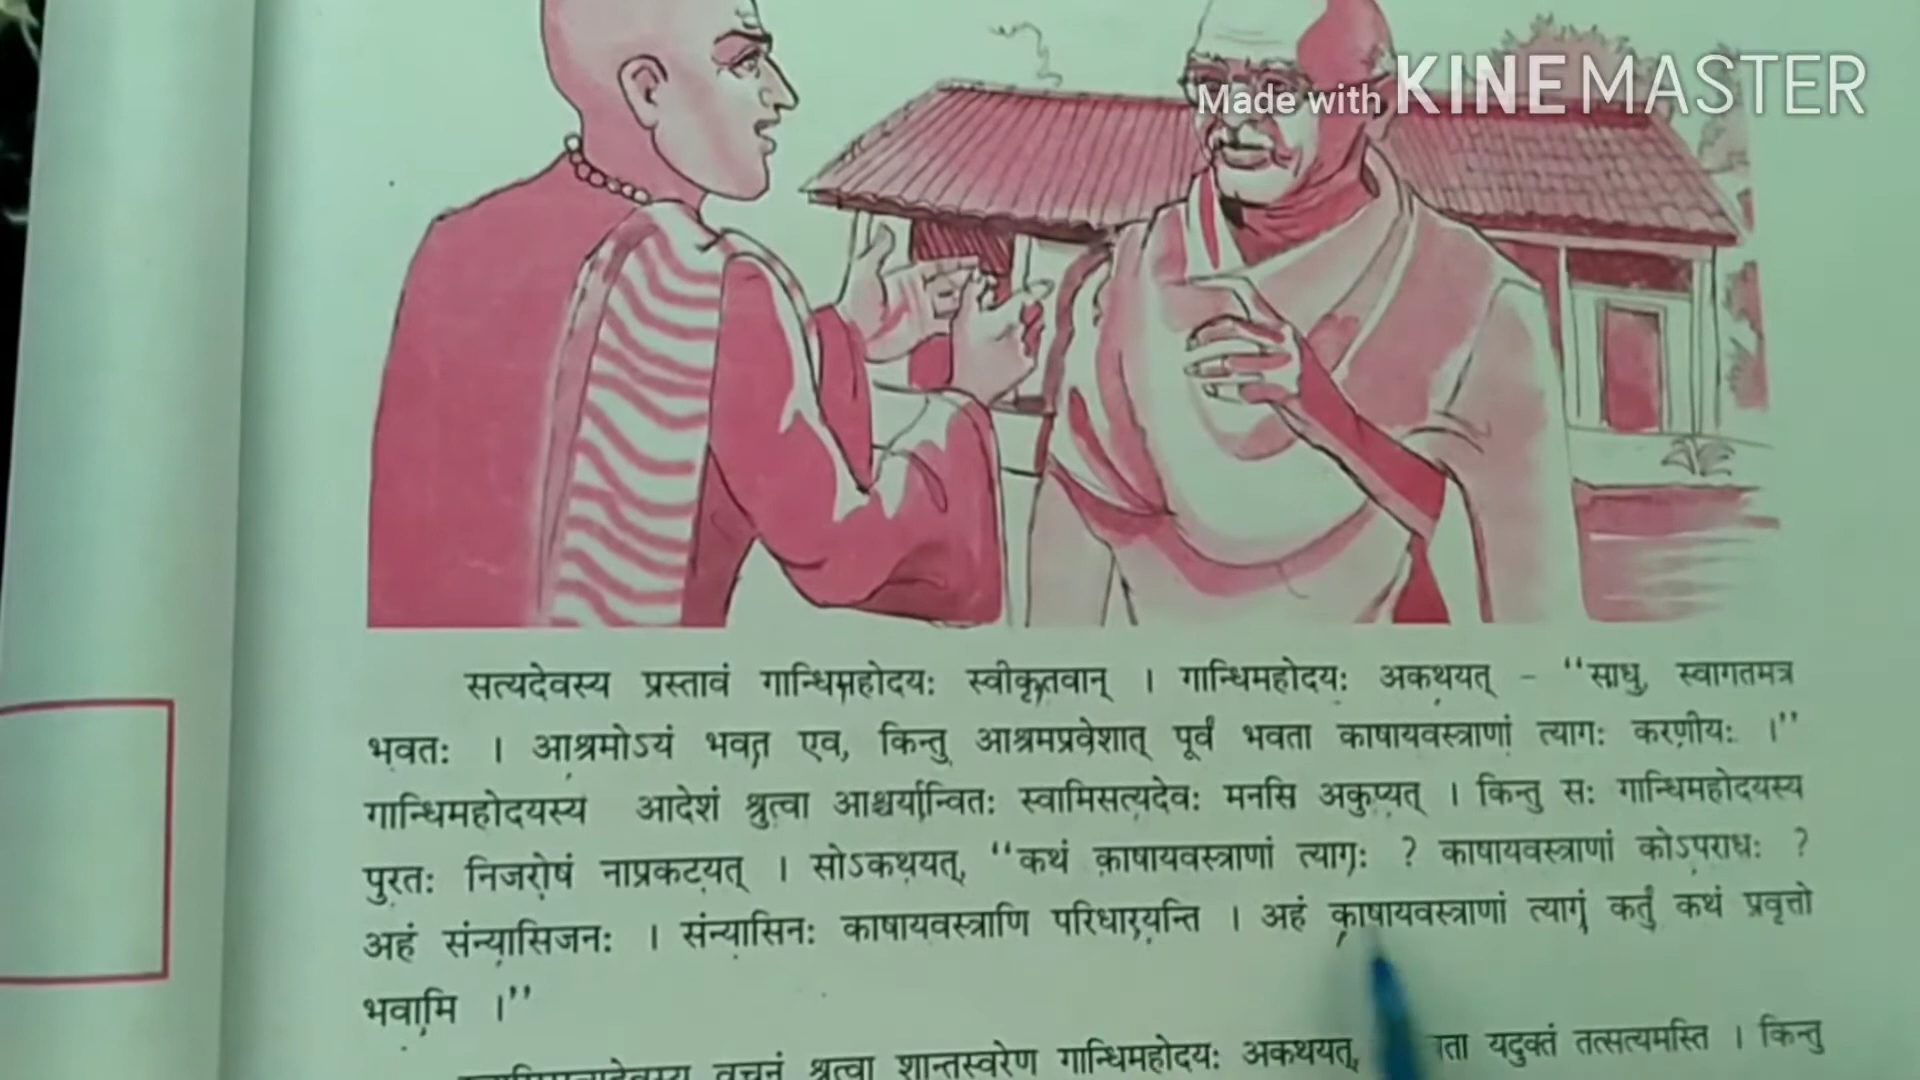 Made with KINEMASTER
सत्यदेवस्य प्रस्तावं गान्धिमहोदयः स्वीकृतवान् । गान्धिमहोदयः अकथयत् - “साधु, स्वागतमत्र
भवतः । आश्रमोऽयं भवत एव, किन्तु आश्रमप्रवेशात् पूर्वं भवता काषायवस्त्राणां त्यागः करणीयः ।”
गान्धिमहोदयस्य आदेशं श्रुत्वा आश्चर्यान्वितः स्वामिसत्यदेवः मनसि अकुप्यत् । किन्तु सः गान्धिमहोदयस्य
पुरतः निजरोषं नाप्रकटयत् । सोऽकथयत्, “कथं काषायवस्त्राणां त्यागः ? काषायवस्त्राणां कोऽपराधः ?
अहं संन्यासिजनः । संन्यासिनः काषायवस्त्राणि परिधारयन्ति । अहं काषायवस्त्राणां त्यागं कर्तुं कथं प्रवृत्तो
भवामि ।”
वचनं श्रुत्वा शान्तस्वरेण गान्धिमहोदयः अकथयत्, यदुक्तं तत्सत्यमस्ति । किन्तु